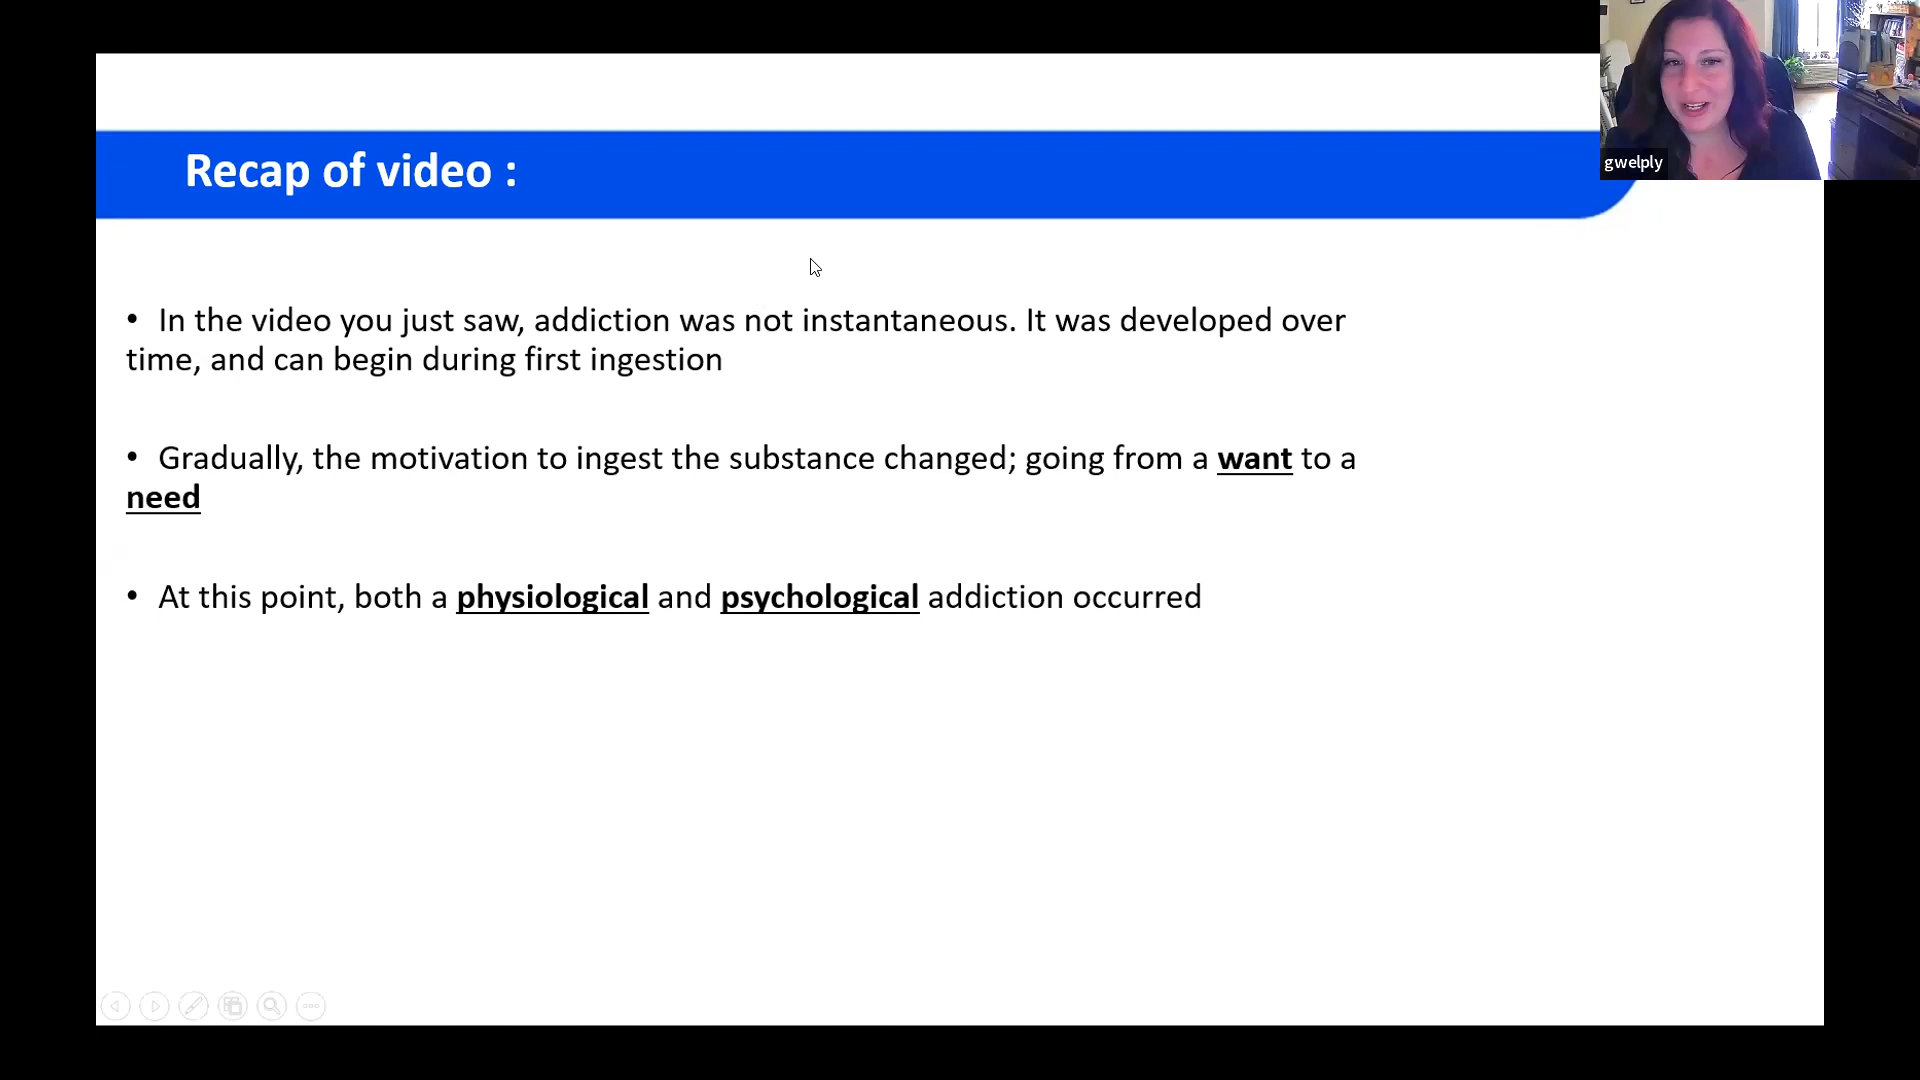 Recap of video :
gwelply
• In the video you just saw, addiction was not instantaneous. It was developed over
time, and can begin during first ingestion
• Gradually, the motivation to ingest the substance changed; going from a want to a
need
• At this point, both a physiological and psychological addiction occurred